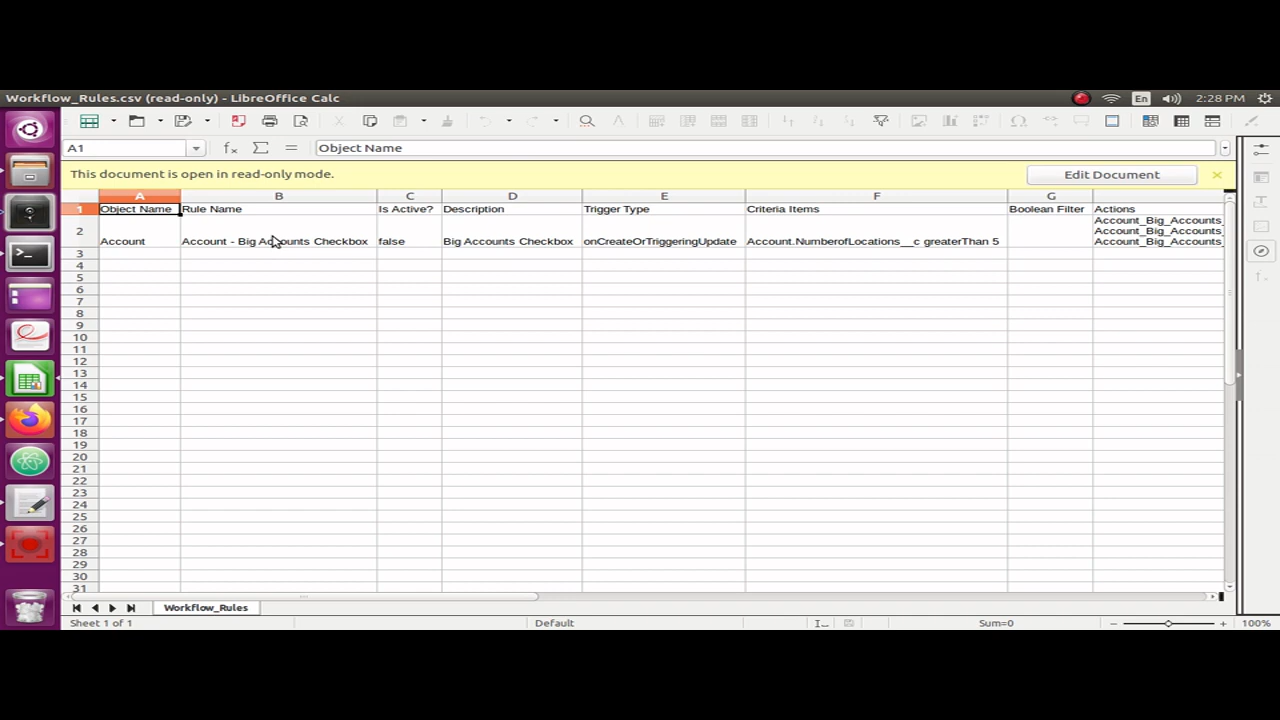 Workflow_Rules.csv (read-only) - LibreOffice Calc
En
2:28 PM
A1
Object Name
This document is open in read-only mode.
Edit Document
A B C D E F G
1 Object Name Rule Name Is Active? Description Trigger Type Criteria Items Boolean Filter Actions
Account_Big_Accounts_
2 Account_Big_Accounts_
Account Account - Big Accounts Checkbox false Big Accounts Checkbox onCreateOrTriggeringUpdate Account.NumberofLocations__c greaterThan 5 Account_Big_Accounts_
3
4
5
6
7
8
9
10
11
12
13
14
15
16
17
18
19
20
21
22
23
24
25
26
27
28
29
30
31
Workflow_Rules
Sheet 1 of 1 Default Sum=0 100%